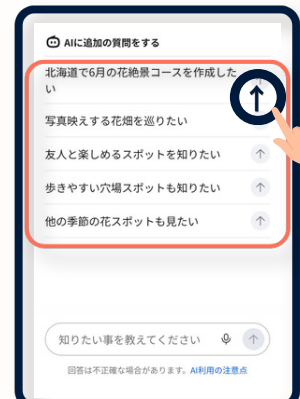 AIに追加の質問をする
北海道で6月の花絶景コースを作成した
い
写真映えする花畑を巡りたい
友人と楽しめるスポットを知りたい
歩きやすい穴場スポットも知りたい
他の季節の花スポットも見たい
知りたい事を教えてください
回答は不正確な場合があります。AI利用の注意点